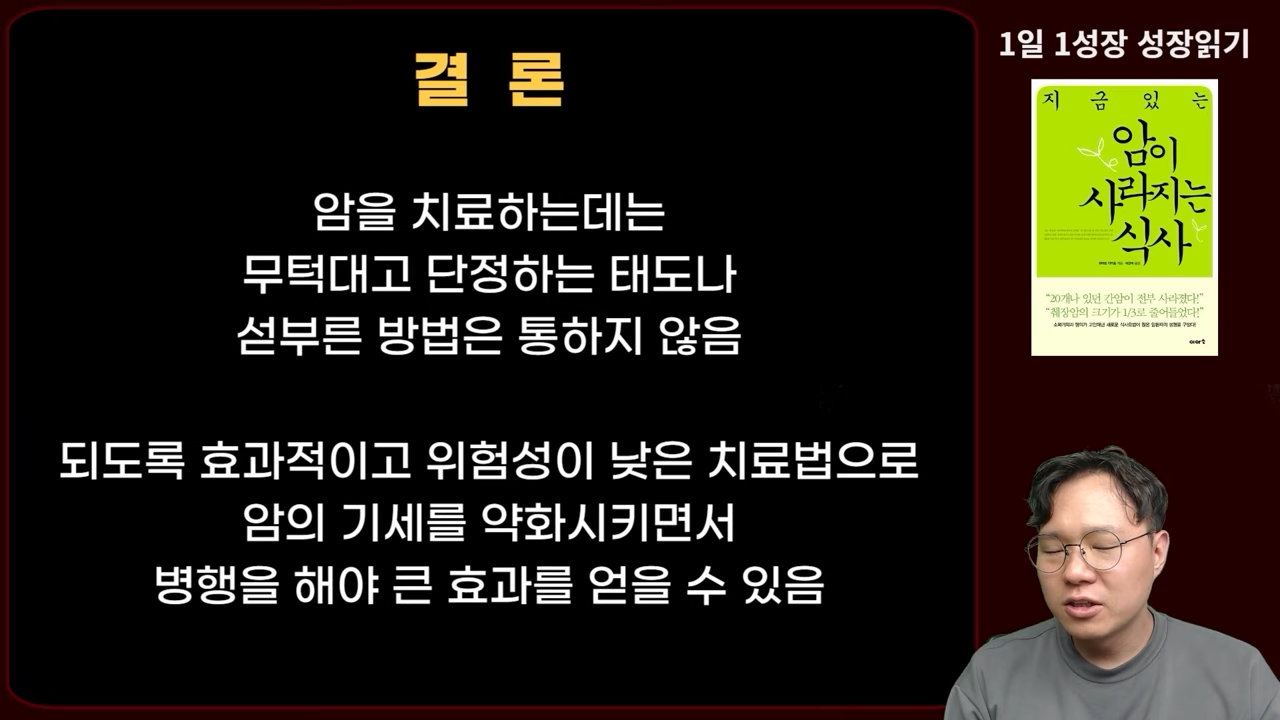 결 론
암을 치료하는데는
무턱대고 단정하는 태도나
섣부른 방법은 통하지 않음
되도록 효과적이고 위험성이 낮은 치료법으로
암의 기세를 약화시키면서
병행을 해야 큰 효과를 얻을 수 있음
1일 1성장 성장읽기
지금있는
암이
사라지는
식사
“20개나 있던 간암이 전부 사라졌다!”
“췌장암의 크기가 1/3로 줄어들었다!”